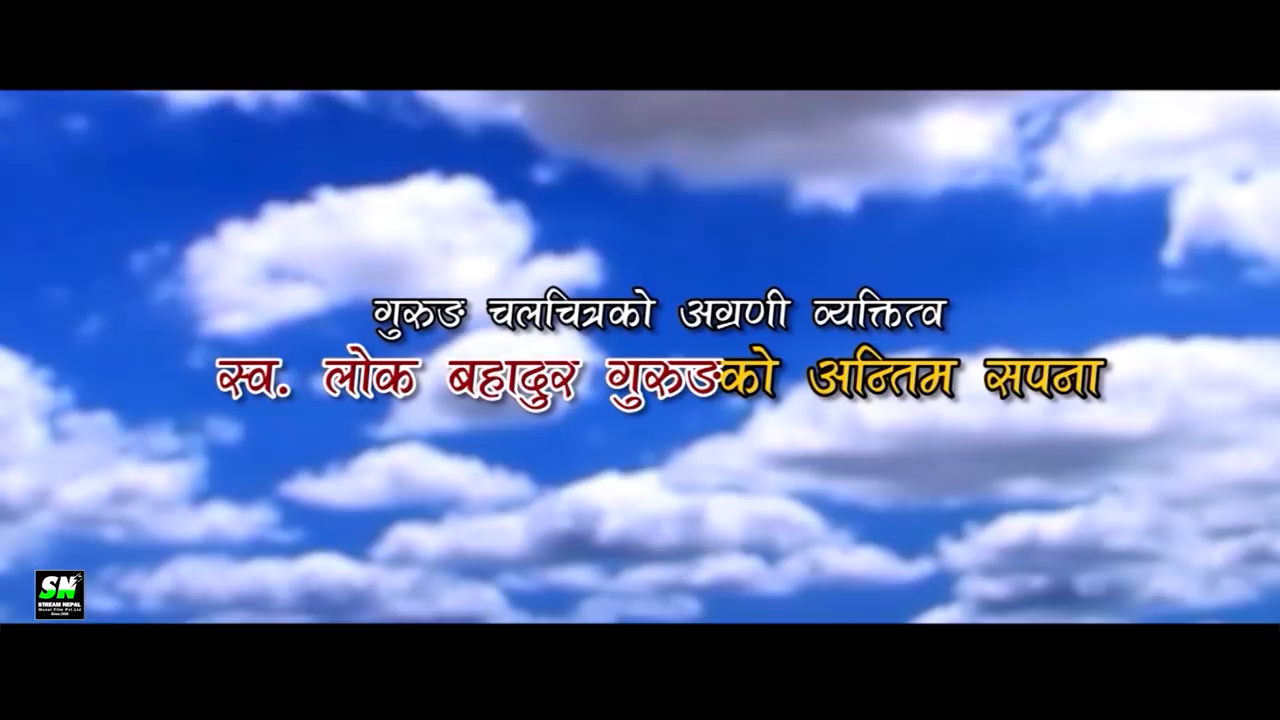 गुरुङ चलचित्रको अग्रणी व्यक्तित्व
स्व. लोक बहादुर गुरुङको अन्तिम सपना
SN
STREAM NEPAL